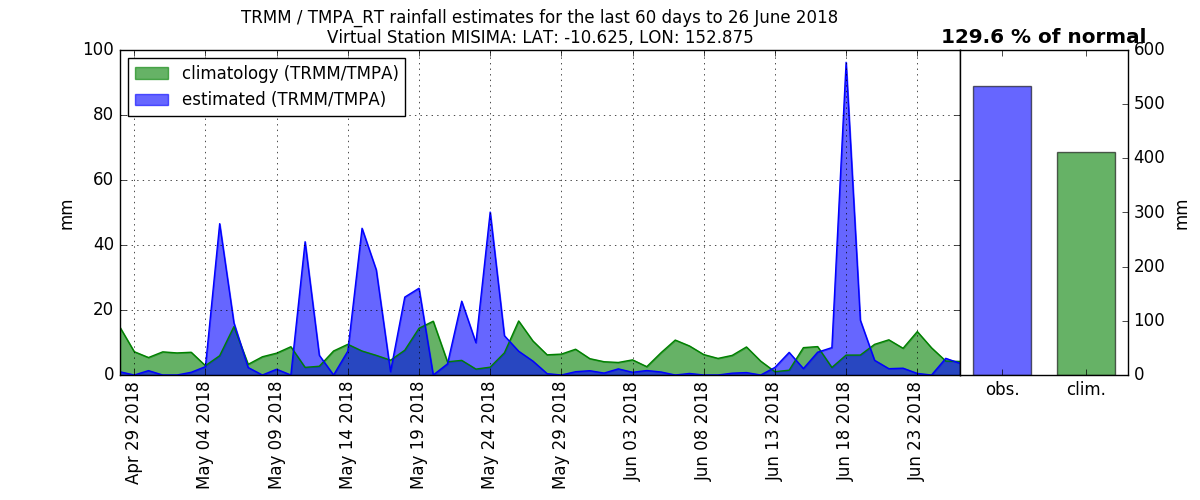 TRMM / TMPA_RT rainfall estimates for the last 60 days to 26 June 2018
Virtual Station MISIMA: LAT: -10.625, LON: 152.875
129.6 % of normal
climatology (TRMM/TMPA)
estimated (TRMM/TMPA)
100
80
60
40
20
0
mm
Apr 29 2018
May 04 2018
May 09 2018
May 14 2018
May 19 2018
May 24 2018
May 29 2018
Jun 03 2018
Jun 08 2018
Jun 13 2018
Jun 18 2018
Jun 23 2018
600
500
400
300
200
100
0
mm
obs.
clim.